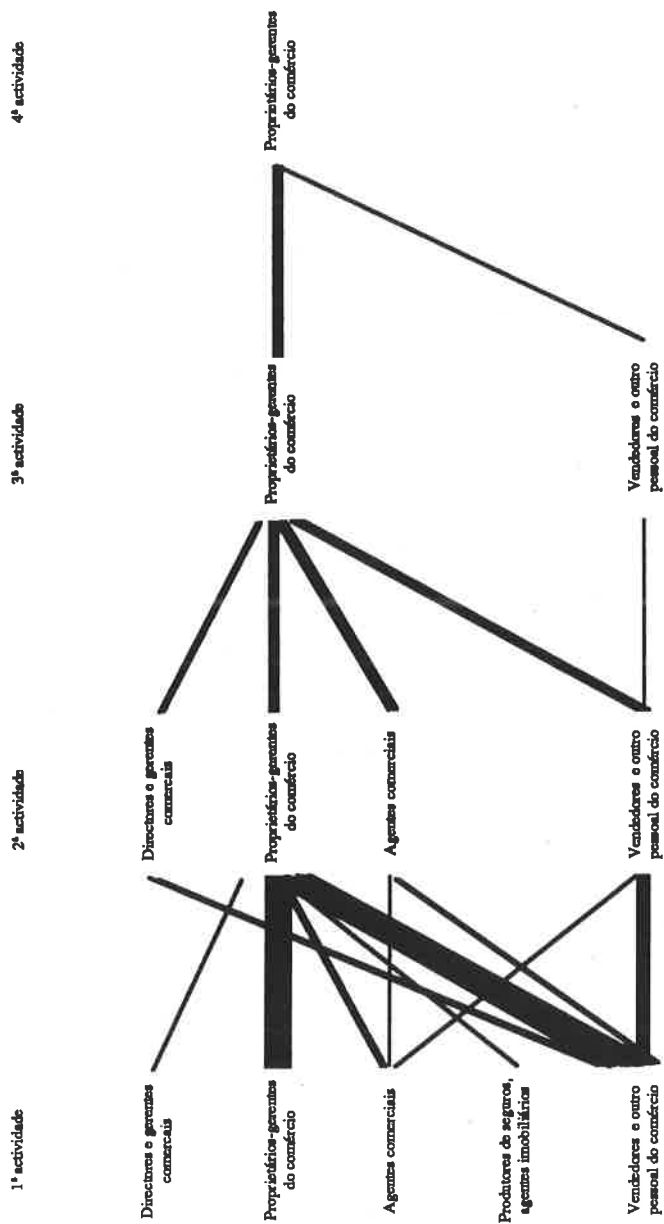 1ª actividade
2ª actividade
3ª actividade
4ª actividade
Directores e gerentes
comercais
Proprietários-gerentes
do comércio
Agentes comerciais
Produtores de seguros,
agentes imobiliários
Vendedores e outro
pessoal do comércio
Directores e gerentes
comercais
Proprietários-gerentes
do comércio
Agentes comerciais
Vendedores e outro
pessoal do comércio
Proprietários-gerentes
do comércio
Vendedores e outro
pessoal do comércio
Proprietários-gerentes
do comércio